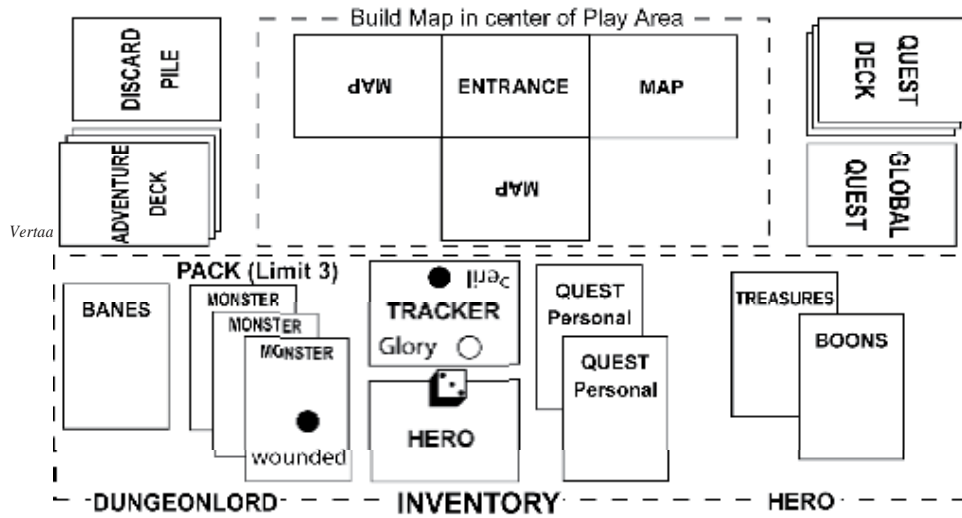 Build Map in center of Play Area
DISCARD
PILE
MAP
ENTRANCE
MAP
QUEST
DECK
ADVENTURE
DECK
MAP
GLOBAL
QUEST
Vertaa
PACK (Limit 3)
BANES
MONSTER
MONSTER
MONSTER
wounded
Peril
TRACKER
Glory
HERO
QUEST
Personal
QUEST
Personal
TREASURES
BOONS
DUNGEONLORD
INVENTORY
HERO